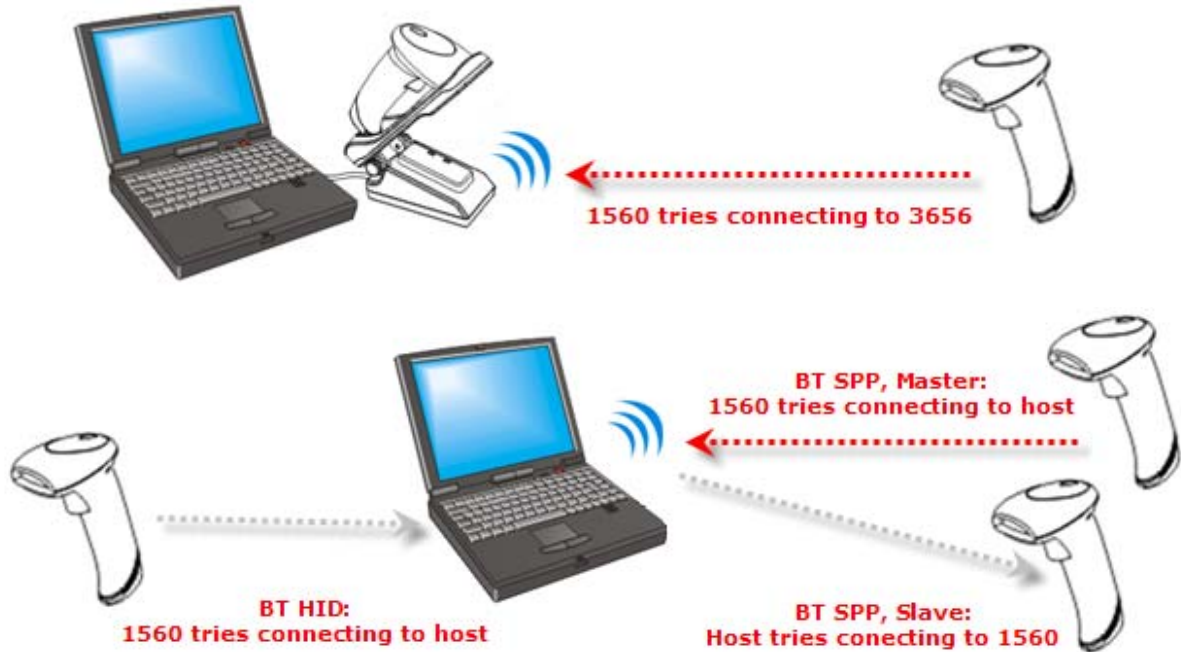 1560 tries connecting to 3656
BT SPP, Master:
1560 tries connecting to host
BT HID:
1560 tries connecting to host
BT SPP, Slave:
Host tries conecting to 1560